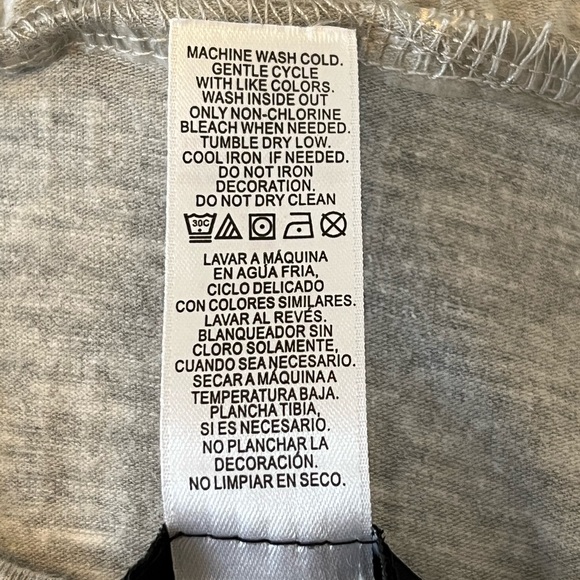 MACHINE WASH COLD.
GENTLE CYCLE
WITH LIKE COLORS.
WASH INSIDE OUT
ONLY NON-CHLORINE
BLEACH WHEN NEEDED.
TUMBLE DRY LOW.
COOL IRON IF NEEDED.
DO NOT IRON
DECORATION.
DO NOT DRY CLEAN
30C
LAVAR A MÁQUINA
EN AGUA FRIA,
CICLO DELICADO
CON COLORES SIMILARES.
LAVAR AL REVÉS.
BLANQUEADOR SIN
CLORO SOLAMENTE,
CUANDO SEA NECESARIO.
SECAR A MÁQUINA A
TEMPERATURA BAJA.
PLANCHA TIBIA,
SI ES NECESARIO.
NO PLANCHAR LA
DECORACIÓN.
NO LIMPIAR EN SECO.